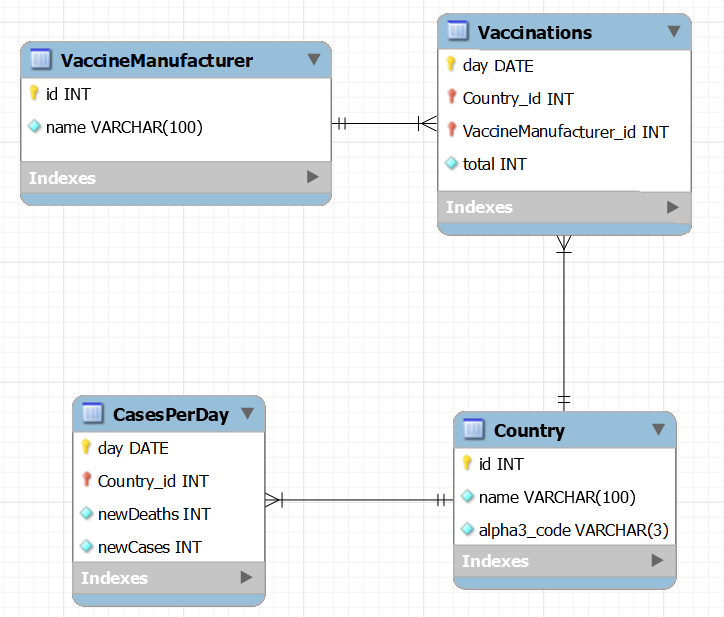 VaccineManufacturer
id INT
name VARCHAR(100)
Indexes
Vaccinations
day DATE
Country_id INT
VaccineManufacturer_id INT
total INT
Indexes
CasesPerDay
day DATE
Country_id INT
newDeaths INT
newCases INT
Indexes
Country
id INT
name VARCHAR(100)
alpha3_code VARCHAR(3)
Indexes